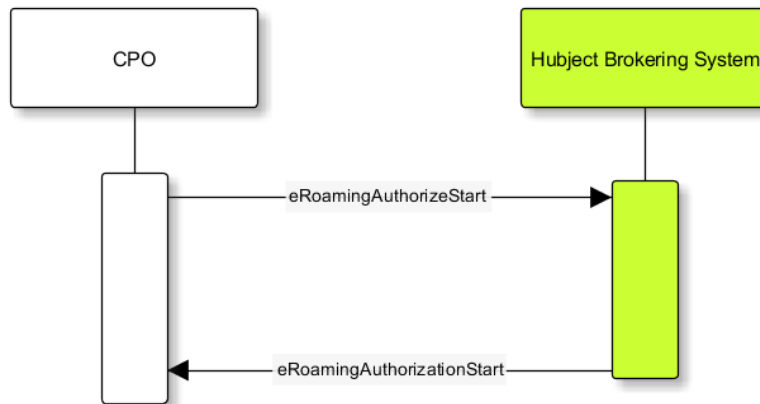 CPO
Hubject Brokering System
eRoamingAuthorizeStart
eRoamingAuthorizationStart